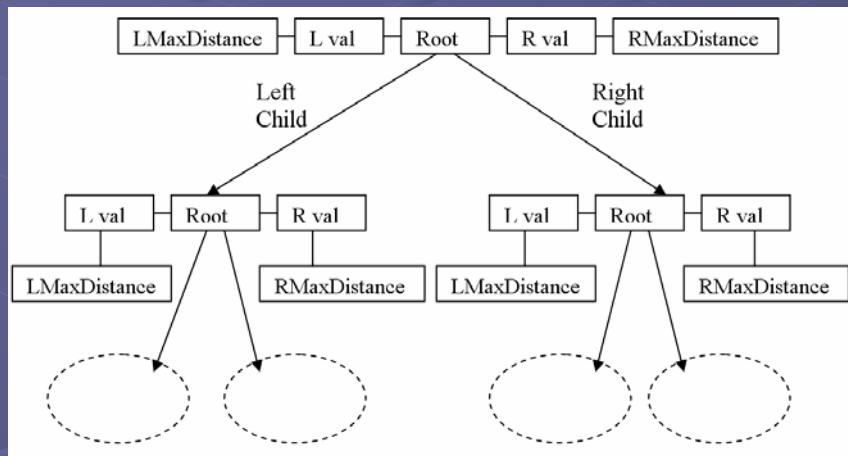 LMaxDistance L val Root R val RMaxDistance
Left Right
Child Child
L val Root R val L val Root R val
LMaxDistance RMaxDistance LMaxDistance RMaxDistance